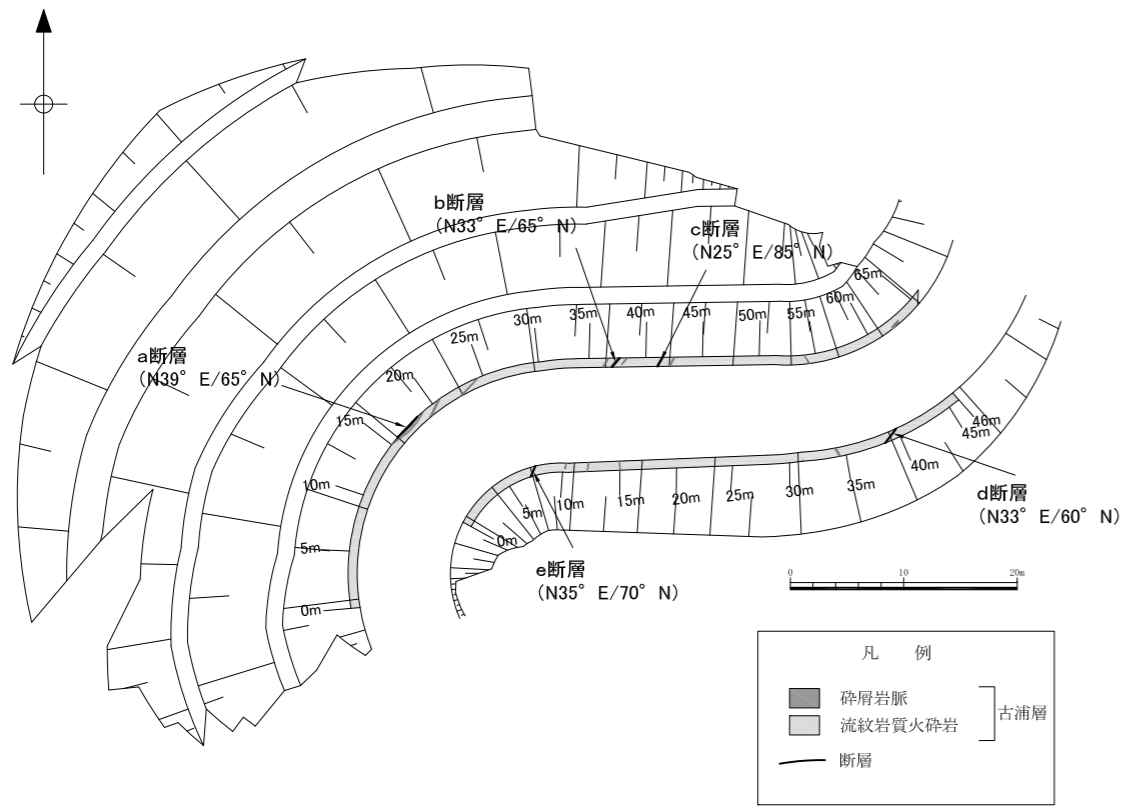 b断層
(N33°E/65°N)
c断層
(N25°E/85°N)
a断層
(N39°E/65°N)
0m
5m
10m
15m
20m
25m
30m
35m
40m
45m
50m
55m
60m
65m
0m
5m
10m
15m
20m
25m
30m
35m
40m
45m
46m
d断層
(N33°E/60°N)
e断層
(N35°E/70°N)
0 10 20m
凡 例
砕屑岩脈
流紋岩質火砕岩
古浦層
断層